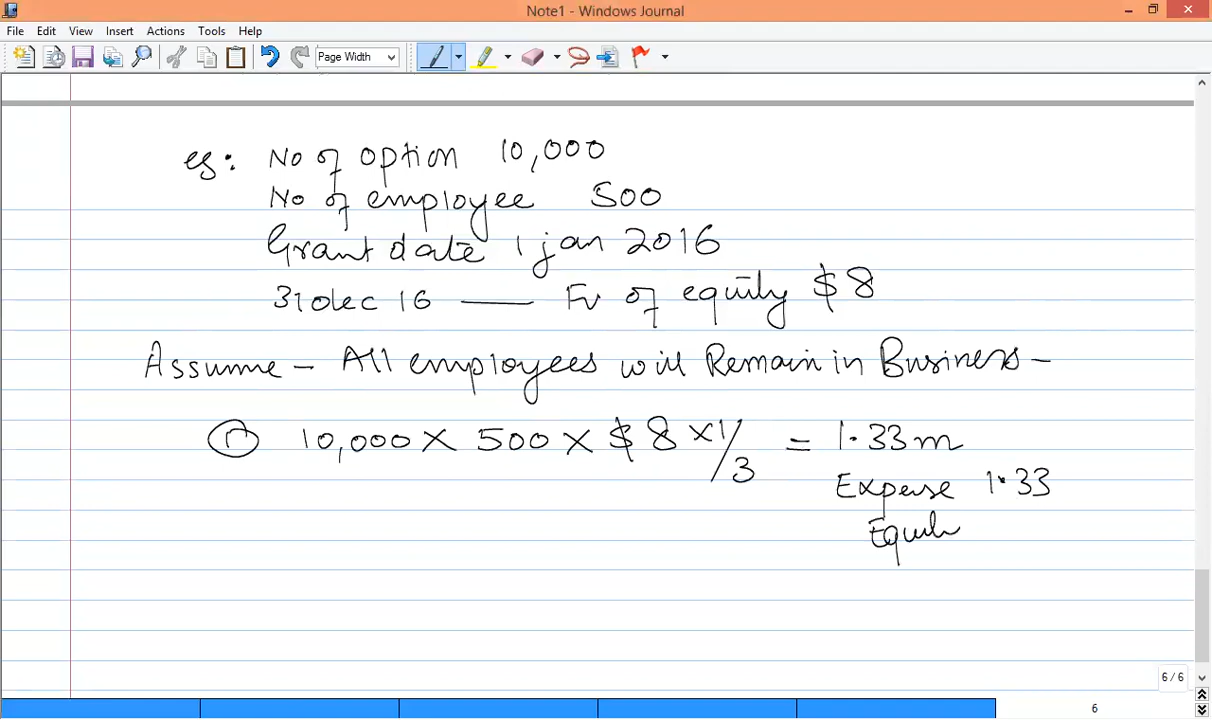 Note1 - Windows Journal
File Edit View Insert Actions Tools Help
Page Width
eg: No of option 10,000
No of employee 500
Grant date 1 jan 2016
31 dec 16 — Fv of equity $ 8
Assume - All employees will Remain in Business -
10,000 X 500 X $ 8 X 1/3 = 1.33 m
Expense 1.33
6 / 6
6